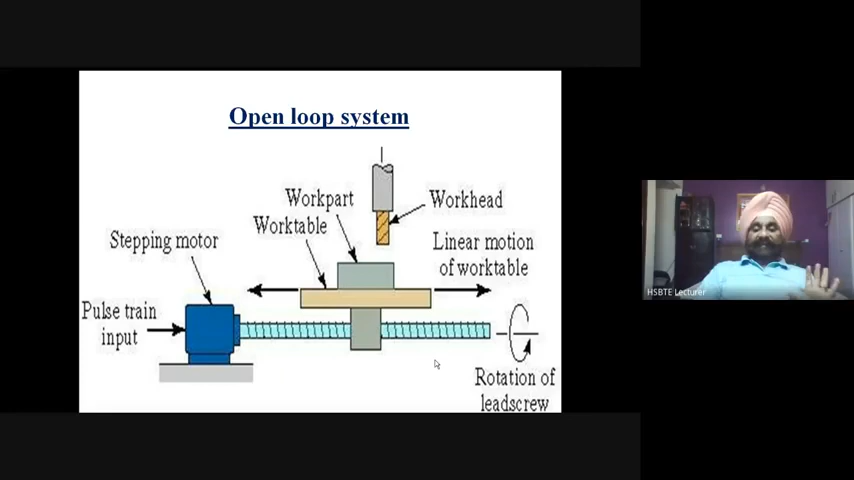 Open loop system
Workpart
Workhead
Worktable
Stepping motor
Linear motion
of worktable
Pulse train
input
Rotation of
leadscrew
HSBTE Lecturer